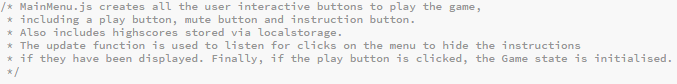 /* MainMenu.js creates all the user interactive buttons to play the game,
* including a play button, mute button and instruction button.
* Also includes highscores stored via localstorage.
* The update function is used to listen for clicks on the menu to hide the instructions
* if they have been displayed. Finally, if the play button is clicked, the Game state is initialised.
*/